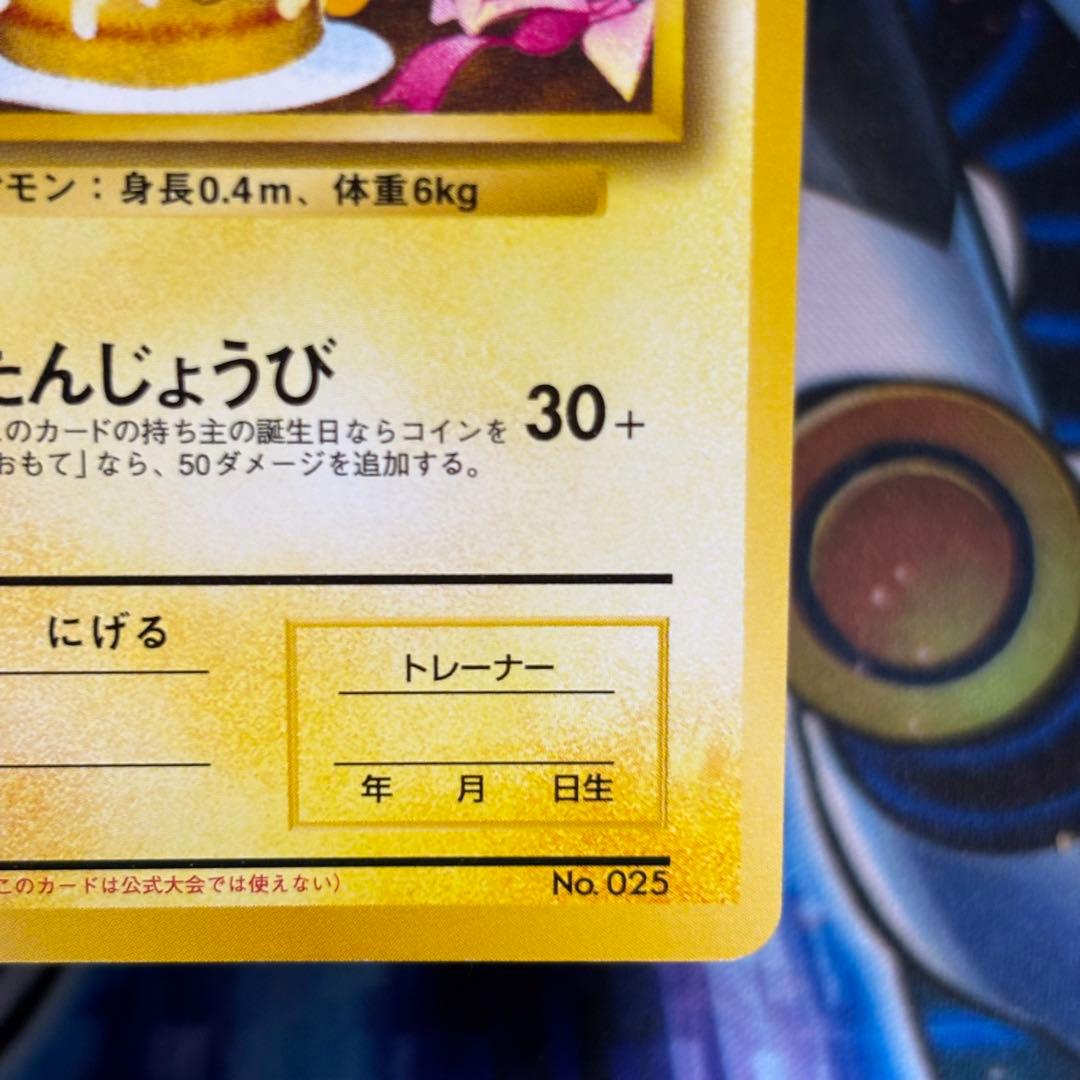 モン：身長0.4m、体重6kg
たんじょうび
30+
このカードの持ち主の誕生日ならコインを
おもて」なら、50ダメージを追加する。
にげる
トレーナー
年 月 日生
このカードは公式大会では使えない）
No. 025